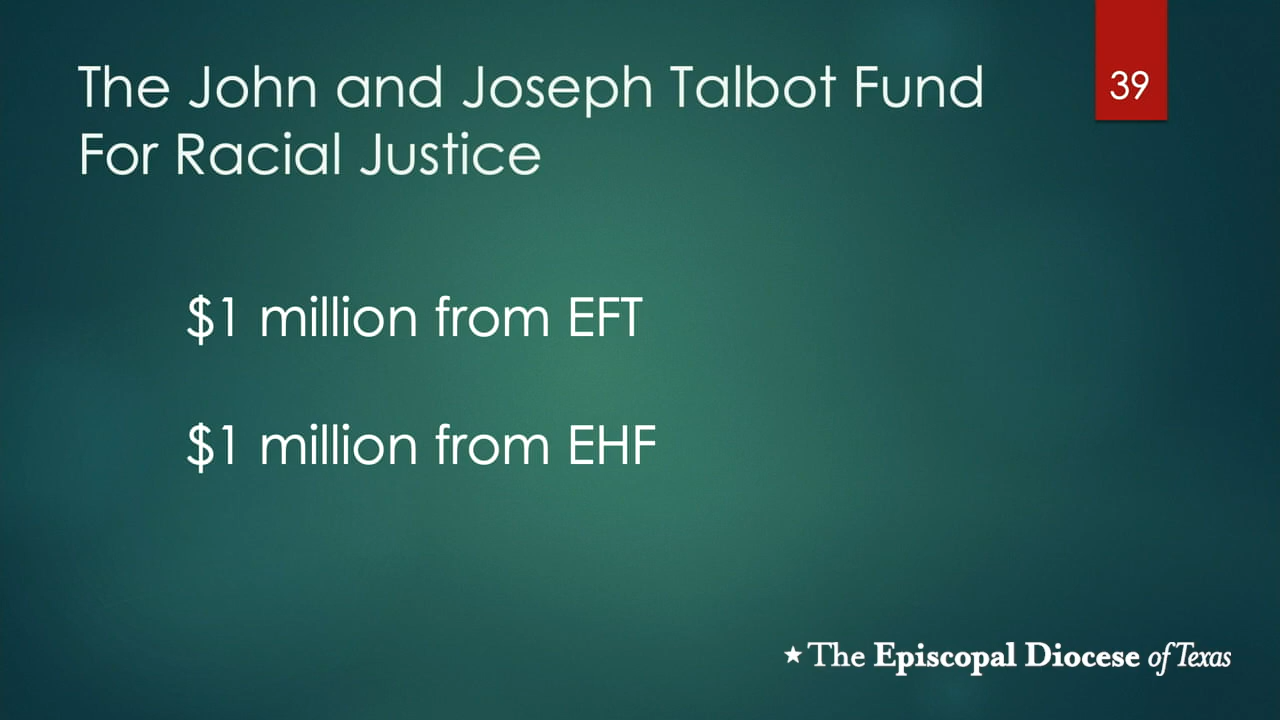 The John and Joseph Talbot Fund
For Racial Justice
39
$1 million from EFT
$1 million from EHF
The Episcopal Diocese of Texas